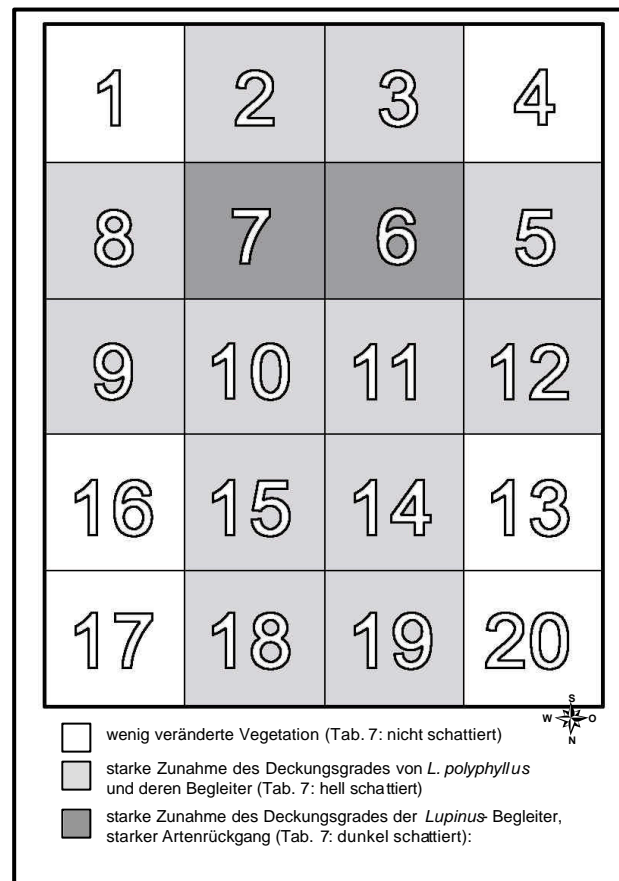 1 2 3 4
8 7 6 5
9 10 11 12
16 15 14 13
17 18 19 20
S
W O
N
wenig veränderte Vegetation (Tab. 7: nicht schattiert)
starke Zunahme des Deckungsgrades von L. polyphyllus
und deren Begleiter (Tab. 7: hell schattiert)
starke Zunahme des Deckungsgrades der Lupinus- Begleiter,
starker Artenrückgang (Tab. 7: dunkel schattiert):